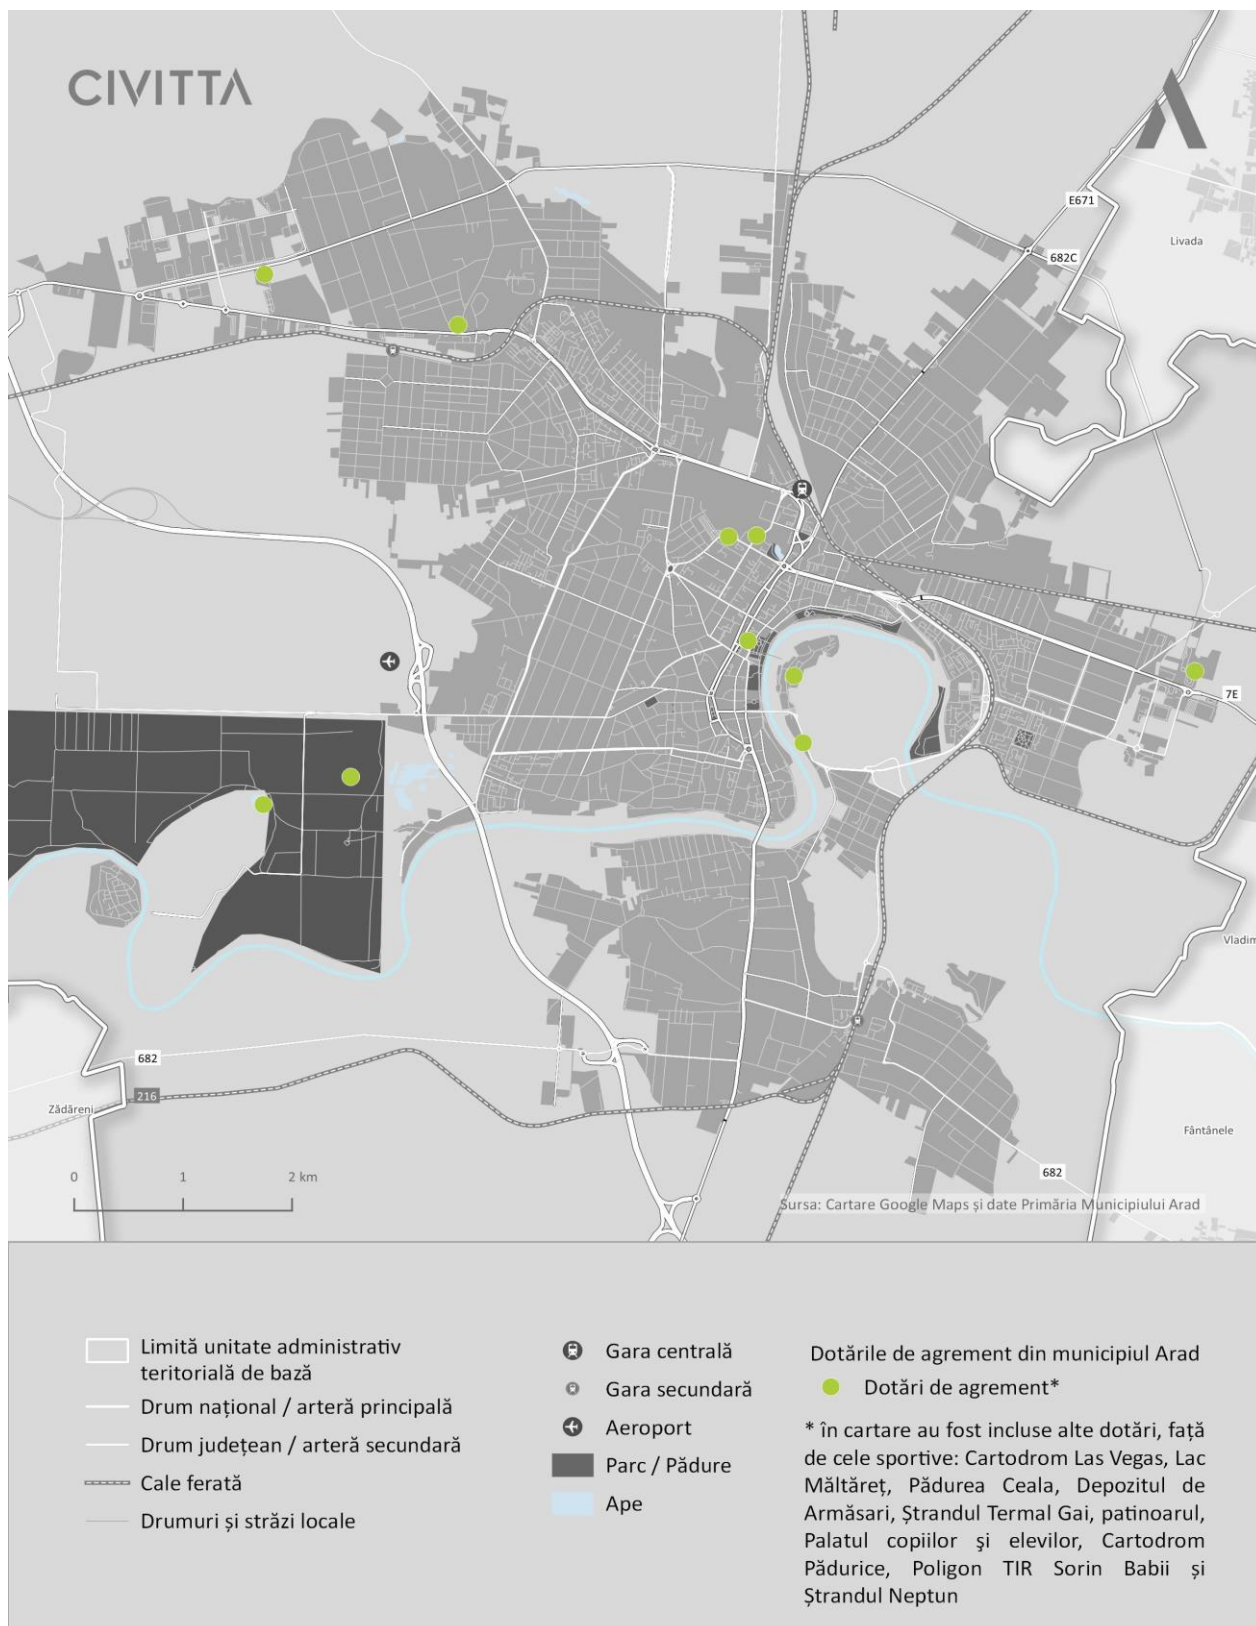 CIVITTA
E671
Livada
682C
7E
Vladim
682
216
Zădăreni
Fântânele
682
0 1 2 km
Sursa: Cartare Google Maps și date Primăria Municipiului Arad
Limită unitate administrativ
teritorială de bază
Drum național / arteră principală
Drum județean / arteră secundară
Cale ferată
Drumuri și străzi locale
Gara centrală
Gara secundară
Aeroport
Parc / Pădure
Ape
Dotările de agrement din municipiul Arad
Dotări de agrement*
* în cartare au fost incluse alte dotări, față
de cele sportive: Cartodrom Las Vegas, Lac
Măltăreț, Pădurea Ceala, Depozitul de
Armăsari, Ștrandul Termal Gai, patinoarul,
Palatul copiilor şi elevilor, Cartodrom
Pădurice, Poligon TIR Sorin Babii și
Ștrandul Neptun